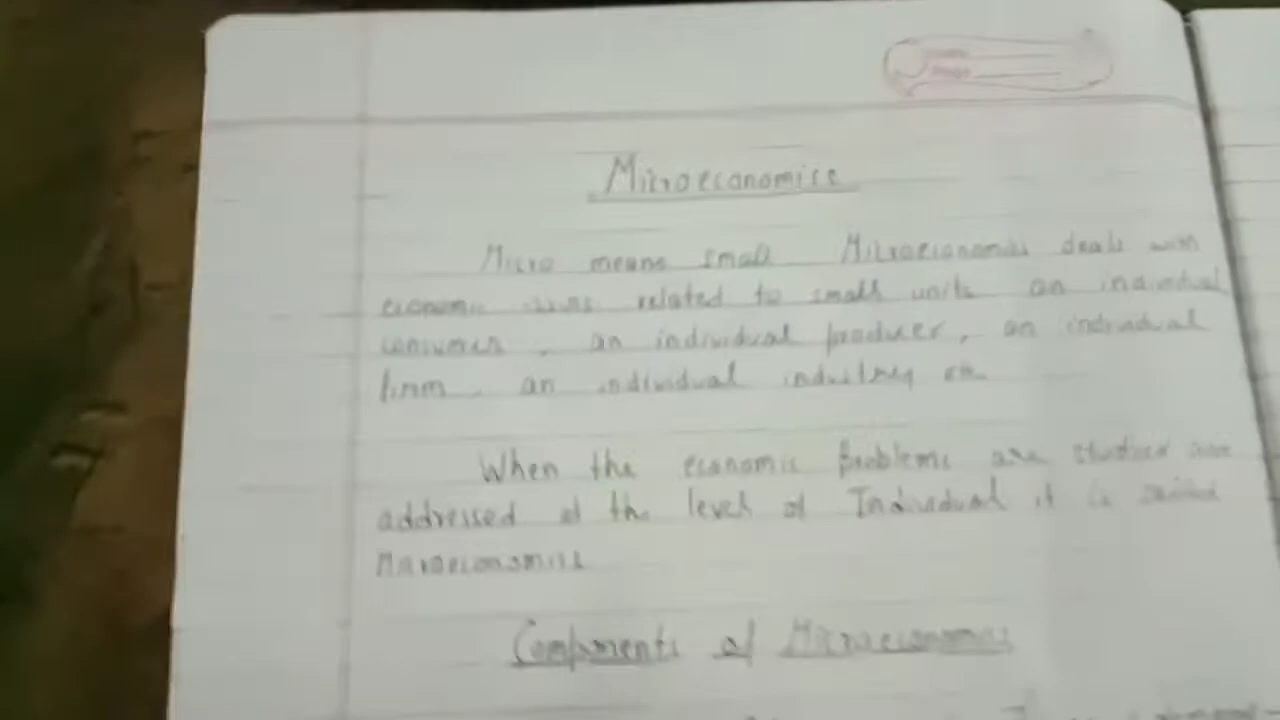 Microeconomics
Micro means small Microeconomics deals with
economic issues related to small units an individual
consumer, an individual producer, an individual
firm, an individual industry etc
When the economic problems are studied and
addressed at the level of Individual it is called
Microeconomics
Components of Microeconomics